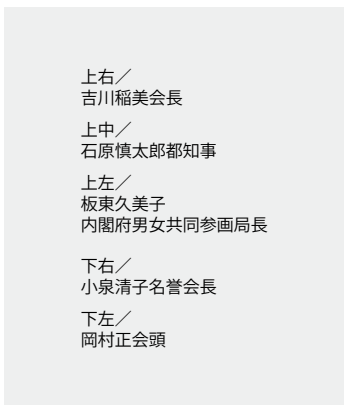 上右／
吉川稲美会長
上中／
石原慎太郎都知事
上左／
板東久美子
内閣府男女共同参画局長
下右／
小泉清子名誉会長
下左／
岡村正会頭